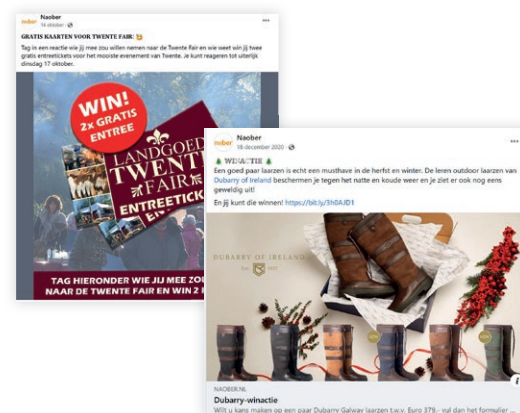 Naober
14 oktober
GRATIS KAARTEN VOOR TWENTE FAIR!
Tag in een reactie wie jij mee zou willen nemen naar de Twente Fair en wie weet win jij twee
gratis entreetickets voor het mooiste evenement van Twente. Je kunt reageren tot uiterlijk
dinsdag 17 oktober.
WIN!
2x GRATIS
ENTREE
LANDGOED
TWENTE
FAIR
ENTREETICK
TAG HIERONDER WIE JIJ MEE ZOU
NAAR DE TWENTE FAIR EN WIN 2
naober
Naober
18 december 2020
WINACTIE
Een goed paar laarzen is echt een musthave in de herfst en winter. De leren outdoor laarzen van
Dubarry of Ireland beschermen je tegen het natte en koude weer en je ziet er ook nog eens
geweldig uit!
En jij kunt die winnen! https://bit.ly/3h0AJD1
DUBARRY OF IRELAND
NAOBER.NL
Dubarry-winactie
Wilt u kans maken op een paar Dubarry Galway laarzen t.w.v. Euro 379,- vul dan het formulier ...